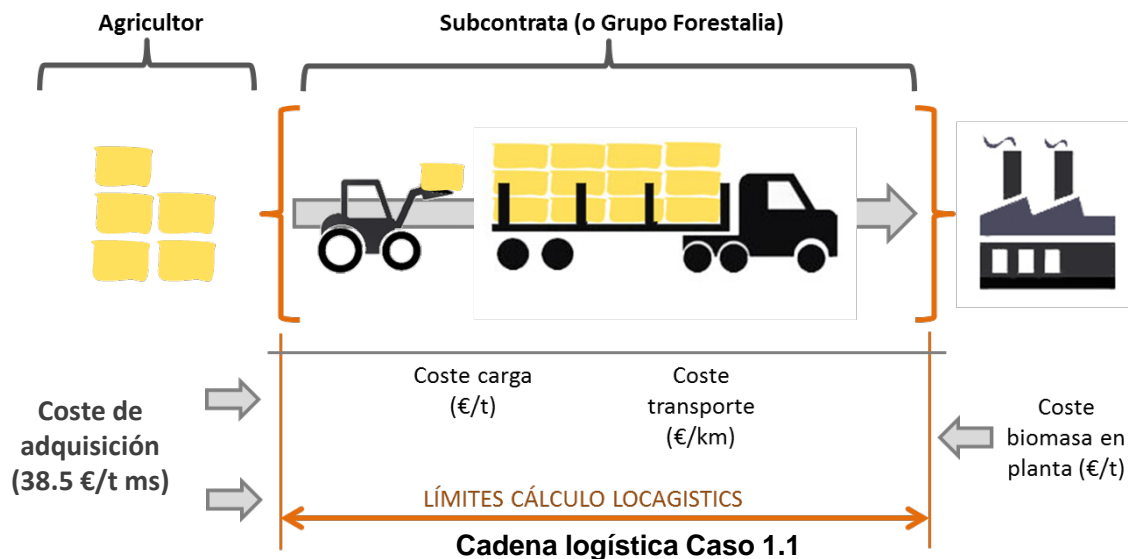 Agricultor
Subcontrata (o Grupo Forestalia)
Coste de
adquisición
(38.5 €/t ms)
Coste carga
(€/t)
Coste
transporte
(€/km)
Coste
biomasa en
planta (€/t)
LÍMITES CÁLCULO LOCAGISTICS
Cadena logística Caso 1.1